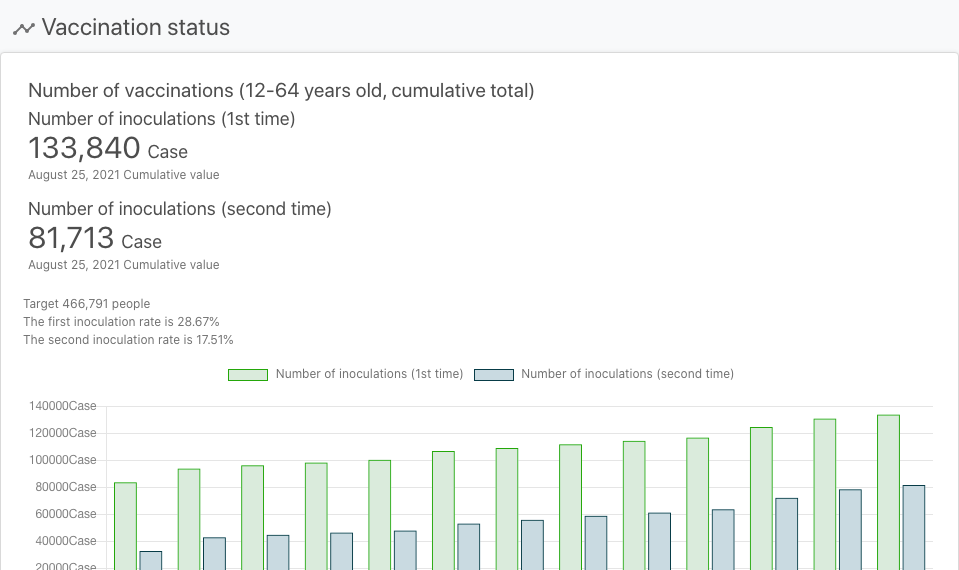 Vaccination status
Number of vaccinations (12-64 years old, cumulative total)
Number of inoculations (1st time)
133,840 Case
August 25, 2021 Cumulative value
Number of inoculations (second time)
81,713 Case
August 25, 2021 Cumulative value
Target 466,791 people
The first inoculation rate is 28.67%
The second inoculation rate is 17.51%
Number of inoculations (1st time) Number of inoculations (second time)
140000Case
120000Case
100000Case
80000Case
60000Case
40000Case
20000Case